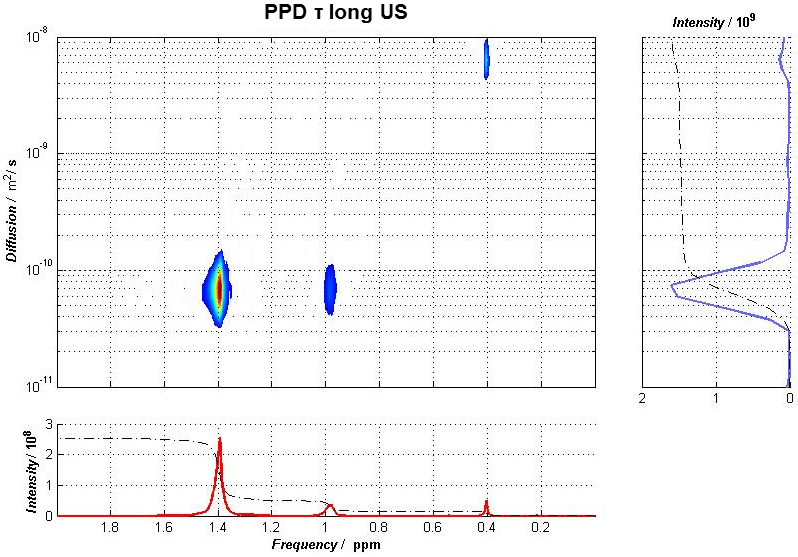 PPD τ long US
Intensity / 10⁹
10⁻⁸
10⁻⁹
10⁻¹⁰
10⁻¹¹
Diffusion / m²/ s
2 1 0
3
2
1
0
Intensity / 10⁸
1.8 1.6 1.4 1.2 1 0.8 0.6 0.4 0.2
Frequency / ppm